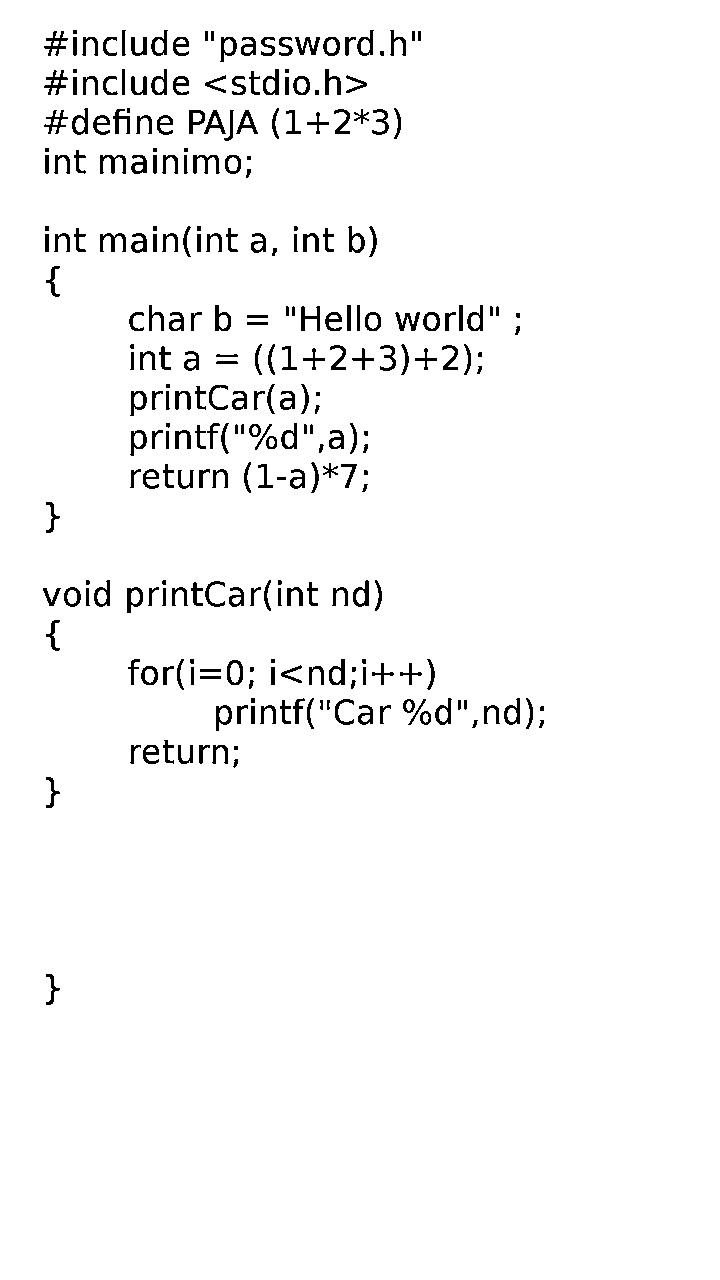 #include "password.h"
#include <stdio.h>
#define PAJA (1+2*3)
int mainimo;

int main(int a, int b)
{
	char b = "Hello world" ;
	int a = ((1+2+3)+2);
	printCar(a);
	printf("%d",a);
	return (1-a)*7;
}

void printCar(int nd)
{
	for(i=0; i<nd;i++)
		printf("Car %d",nd);
	return;
}

}